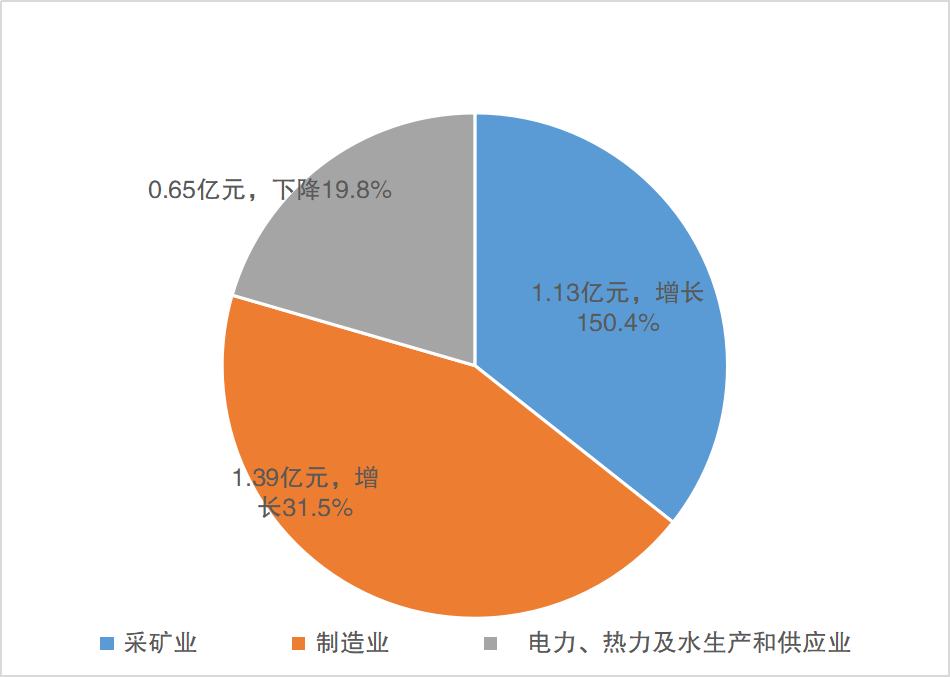 0.65亿元，下降19.8%
1.13亿元，增长
150.4%
1.39亿元，增
长31.5%
采矿业
制造业
电力、热力及水生产和供应业